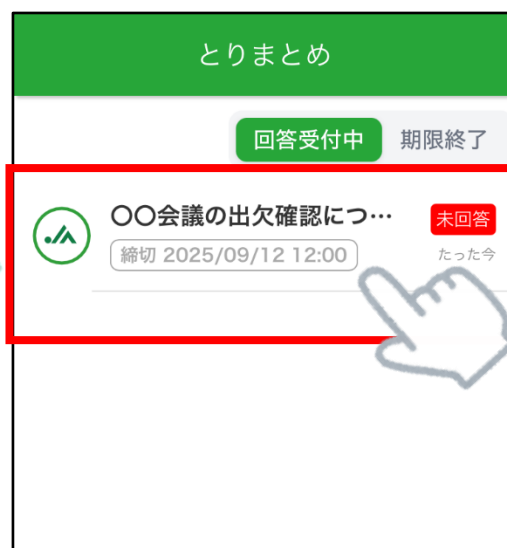 とりまとめ
回答受付中 期限終了
〇〇会議の出欠確認につ… 未回答
締切 2025/09/12 12:00 たった今